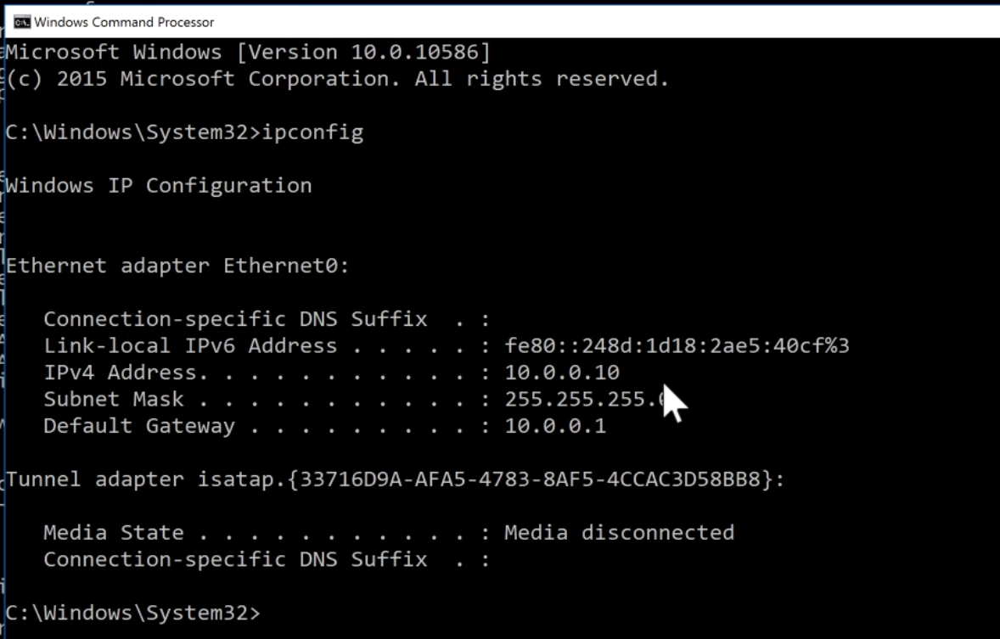 Windows Command Processor
Microsoft Windows [Version 10.0.10586]
(c) 2015 Microsoft Corporation. All rights reserved.
C:\Windows\System32>ipconfig
Windows IP Configuration
Ethernet adapter Ethernet0:
Connection-specific DNS Suffix . :
Link-local IPv6 Address . . . . . : fe80::248d:1d18:2ae5:40cf%3
IPv4 Address. . . . . . . . . . . : 10.0.0.10
Subnet Mask . . . . . . . . . . . : 255.255.255.0
Default Gateway . . . . . . . . . : 10.0.0.1
Tunnel adapter isatap.{33716D9A-AFA5-4783-8AF5-4CCAC3D58BB8}:
Media State . . . . . . . . . . . : Media disconnected
Connection-specific DNS Suffix . :
C:\Windows\System32>